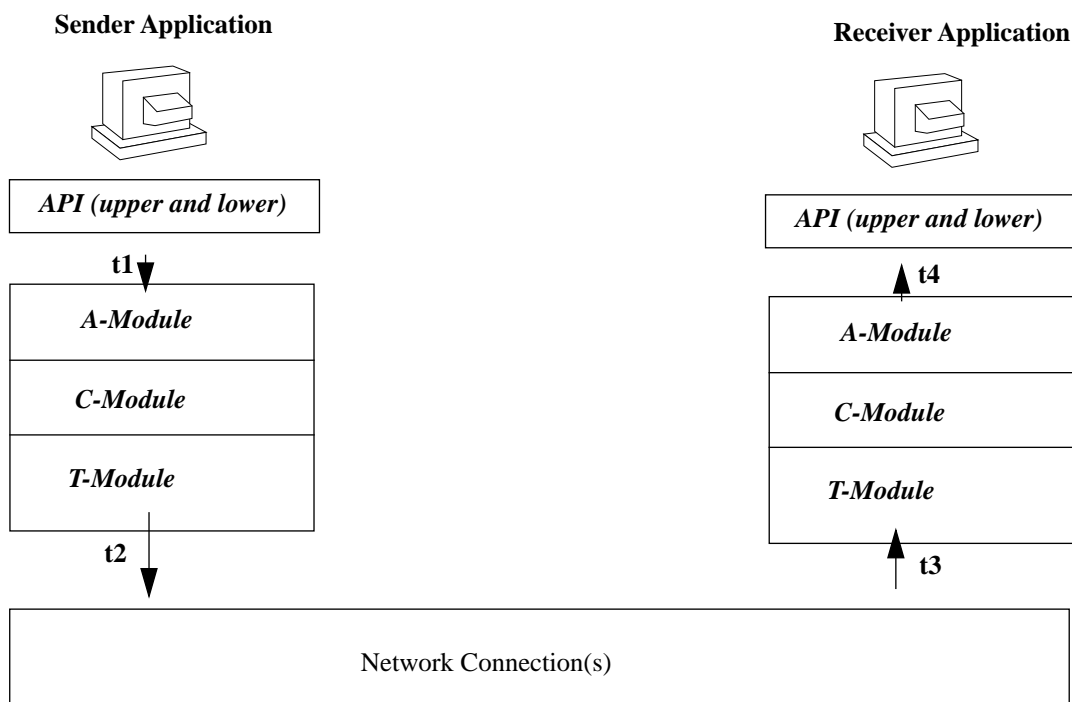 Sender Application
Receiver Application
API (upper and lower)
API (upper and lower)
t1
t4
A-Module
A-Module
C-Module
C-Module
T-Module
T-Module
t2
t3
Network Connection(s)